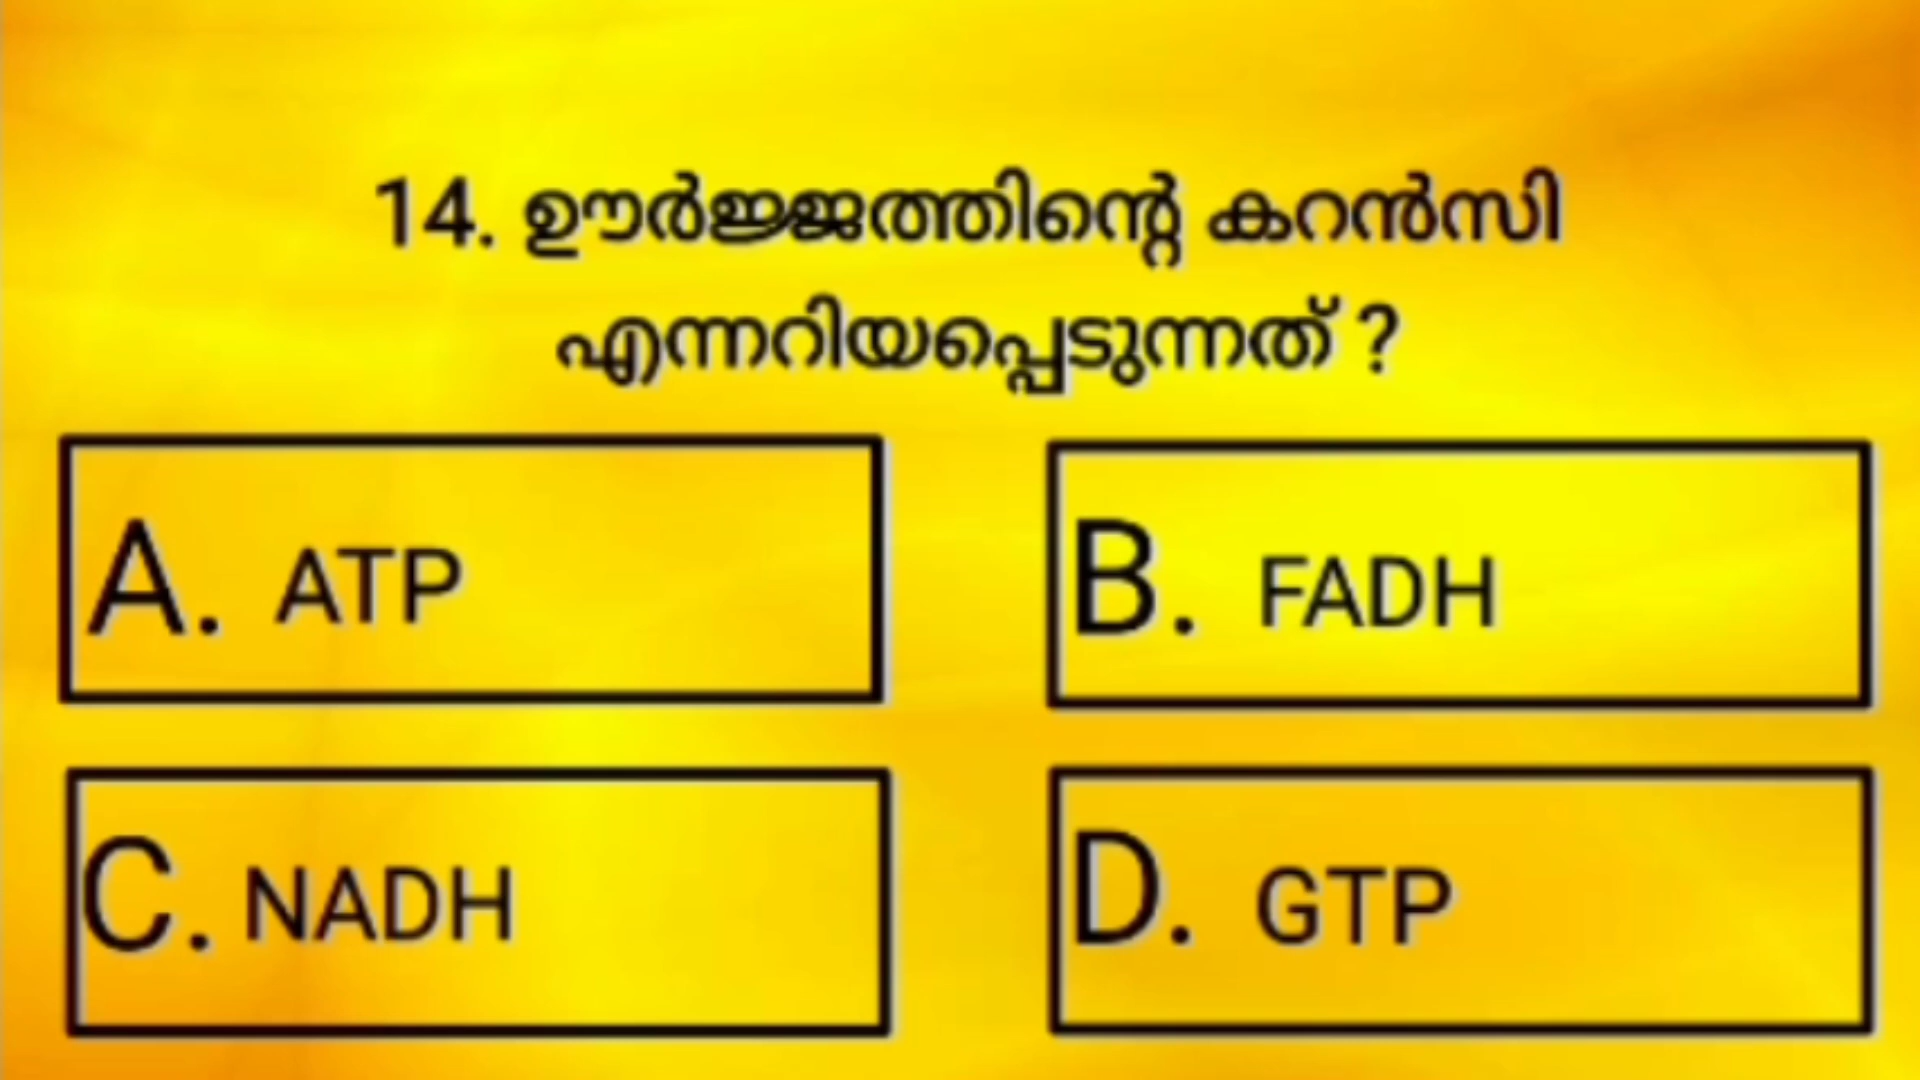 14. ഊർജ്ജത്തിന്റെ കറൻസി
എന്നറിയപ്പെടുന്നത് ?
A. ATP
B. FADH
C. NADH
D. GTP